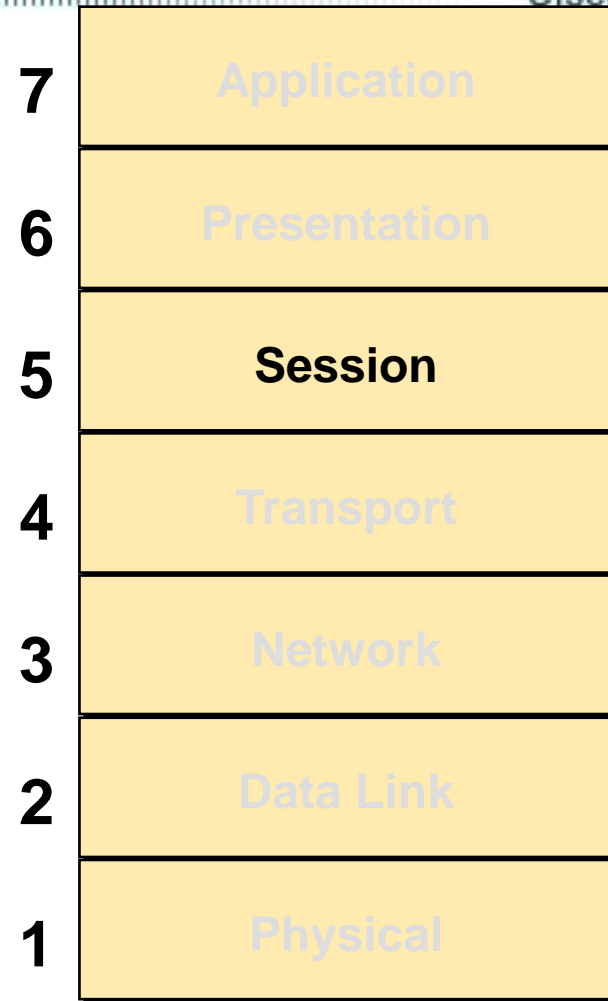 7 Application
6 Presentation
5 Session
4 Transport
3 Network
2 Data Link
1 Physical